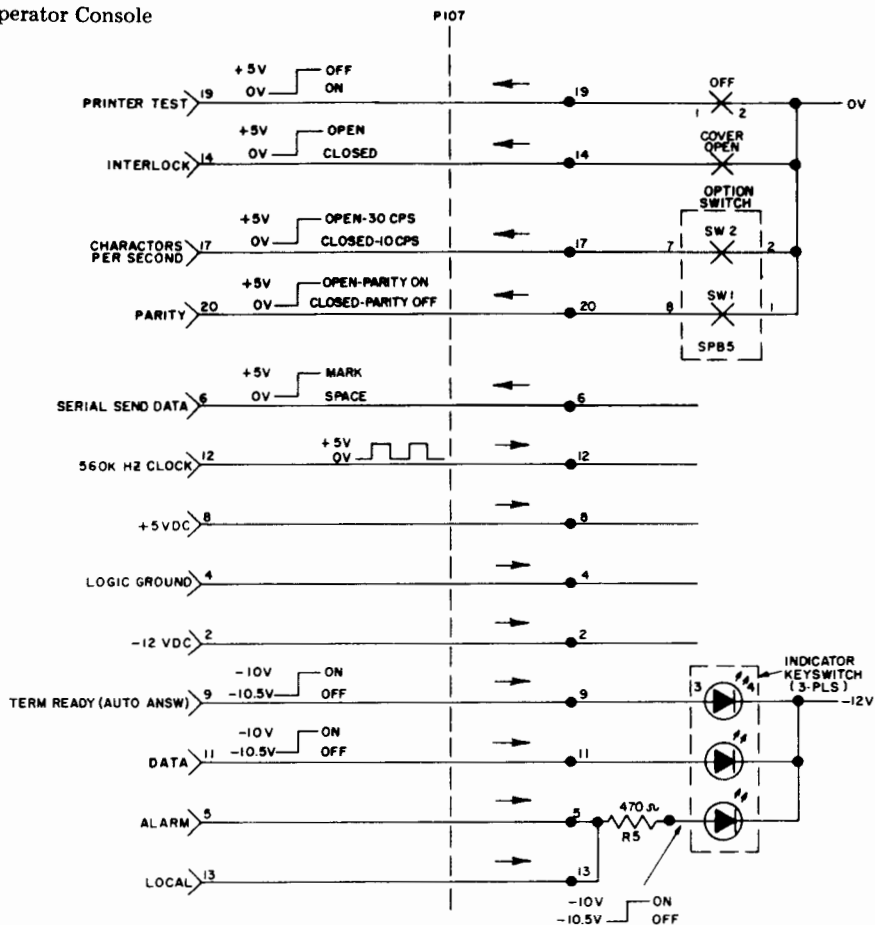 perator Console
P107
+5V OFF
0V ON
PRINTER TEST 19
19
OFF
1 2
0V
+5V OPEN
0V CLOSED
INTERLOCK 14
14
COVER
OPEN
OPTION
SWITCH
+5V OPEN-30 CPS
0V CLOSED-10CPS
CHARACTORS
PER SECOND 17
17
7 SW 2 2
+5V OPEN-PARITY ON
0V CLOSED-PARITY OFF
PARITY 20
20
8 SW1 1
SPB5
+5V MARK
0V SPACE
SERIAL SEND DATA 6
6
+5V
0V
560K HZ CLOCK 12
12
+5VDC 8
8
LOGIC GROUND 4
4
-12 VDC 2
2
INDICATOR
KEYSWITCH
(3-PLS)
-10V ON
-10.5V OFF
TERM READY (AUTO ANSW) 9
9
3 4
-12V
-10V ON
-10.5V OFF
DATA 11
11
ALARM 5
5
470 Ω
R5
LOCAL 13
13
-10V ON
-10.5V OFF